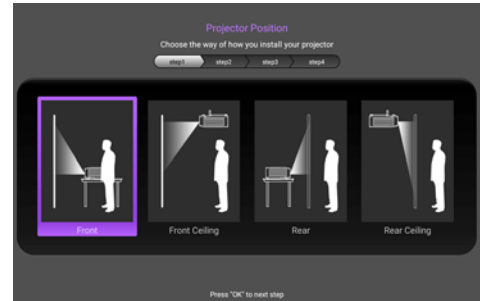 Projector Position
Choose the way of how you install your projector
step1 step2 step3 step4
Front Front Ceiling Rear Rear Ceiling
Press "OK" to next step